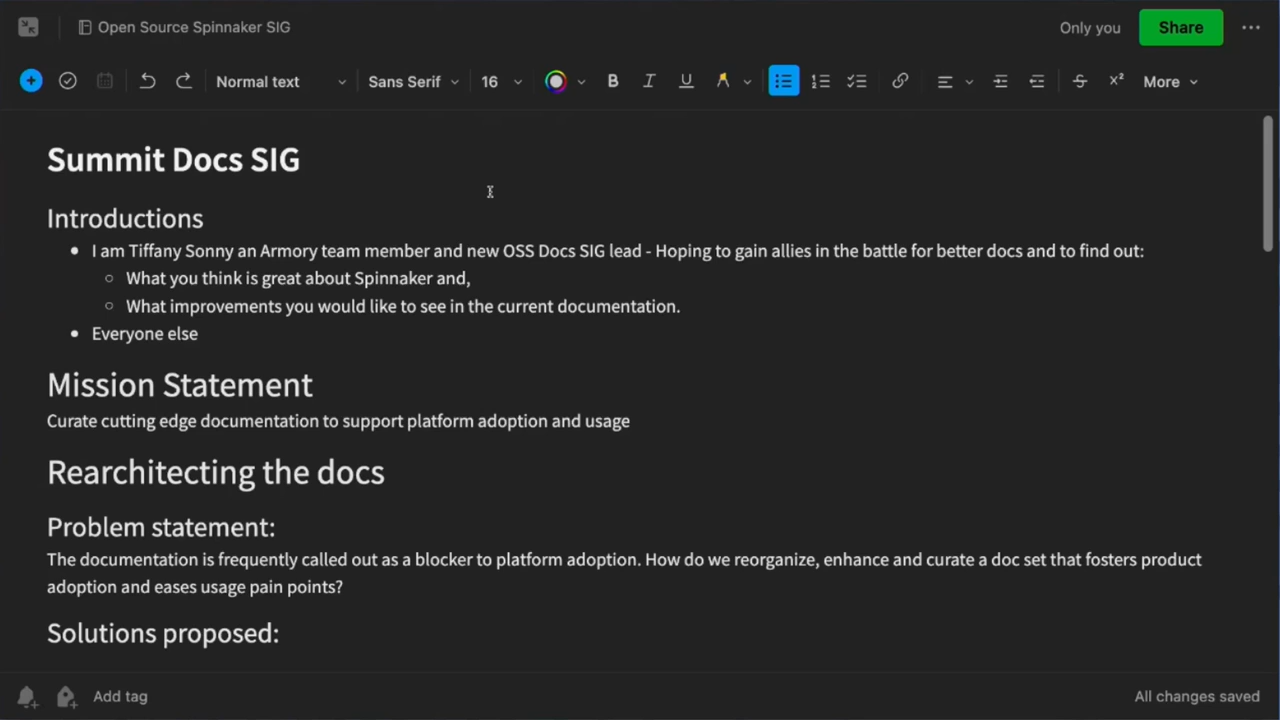 Open Source Spinnaker SIG
Only you
Share
Normal text
Sans Serif
16
B
I
U
A
x²
More
Summit Docs SIG
Introductions
I am Tiffany Sonny an Armory team member and new OSS Docs SIG lead - Hoping to gain allies in the battle for better docs and to find out:
What you think is great about Spinnaker and,
What improvements you would like to see in the current documentation.
Everyone else
Mission Statement
Curate cutting edge documentation to support platform adoption and usage
Rearchitecting the docs
Problem statement:
The documentation is frequently called out as a blocker to platform adoption. How do we reorganize, enhance and curate a doc set that fosters product
adoption and eases usage pain points?
Solutions proposed:
Add tag
All changes saved